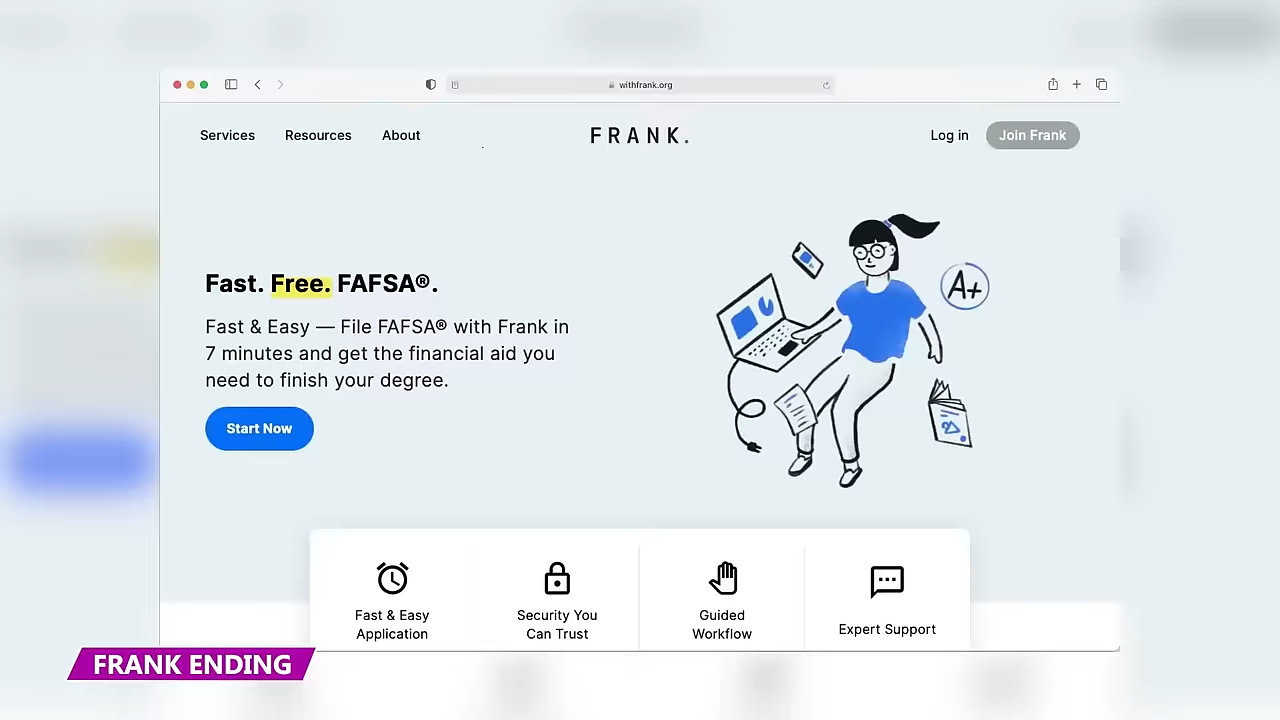 withfrank.org
Services Resources About FRANK. Log in Join Frank
Fast. Free. FAFSA®.
Fast & Easy — File FAFSA® with Frank in
7 minutes and get the financial aid you
need to finish your degree.
Start Now
A+
Fast & Easy
Application
Security You
Can Trust
Guided
Workflow
Expert Support
FRANK ENDING